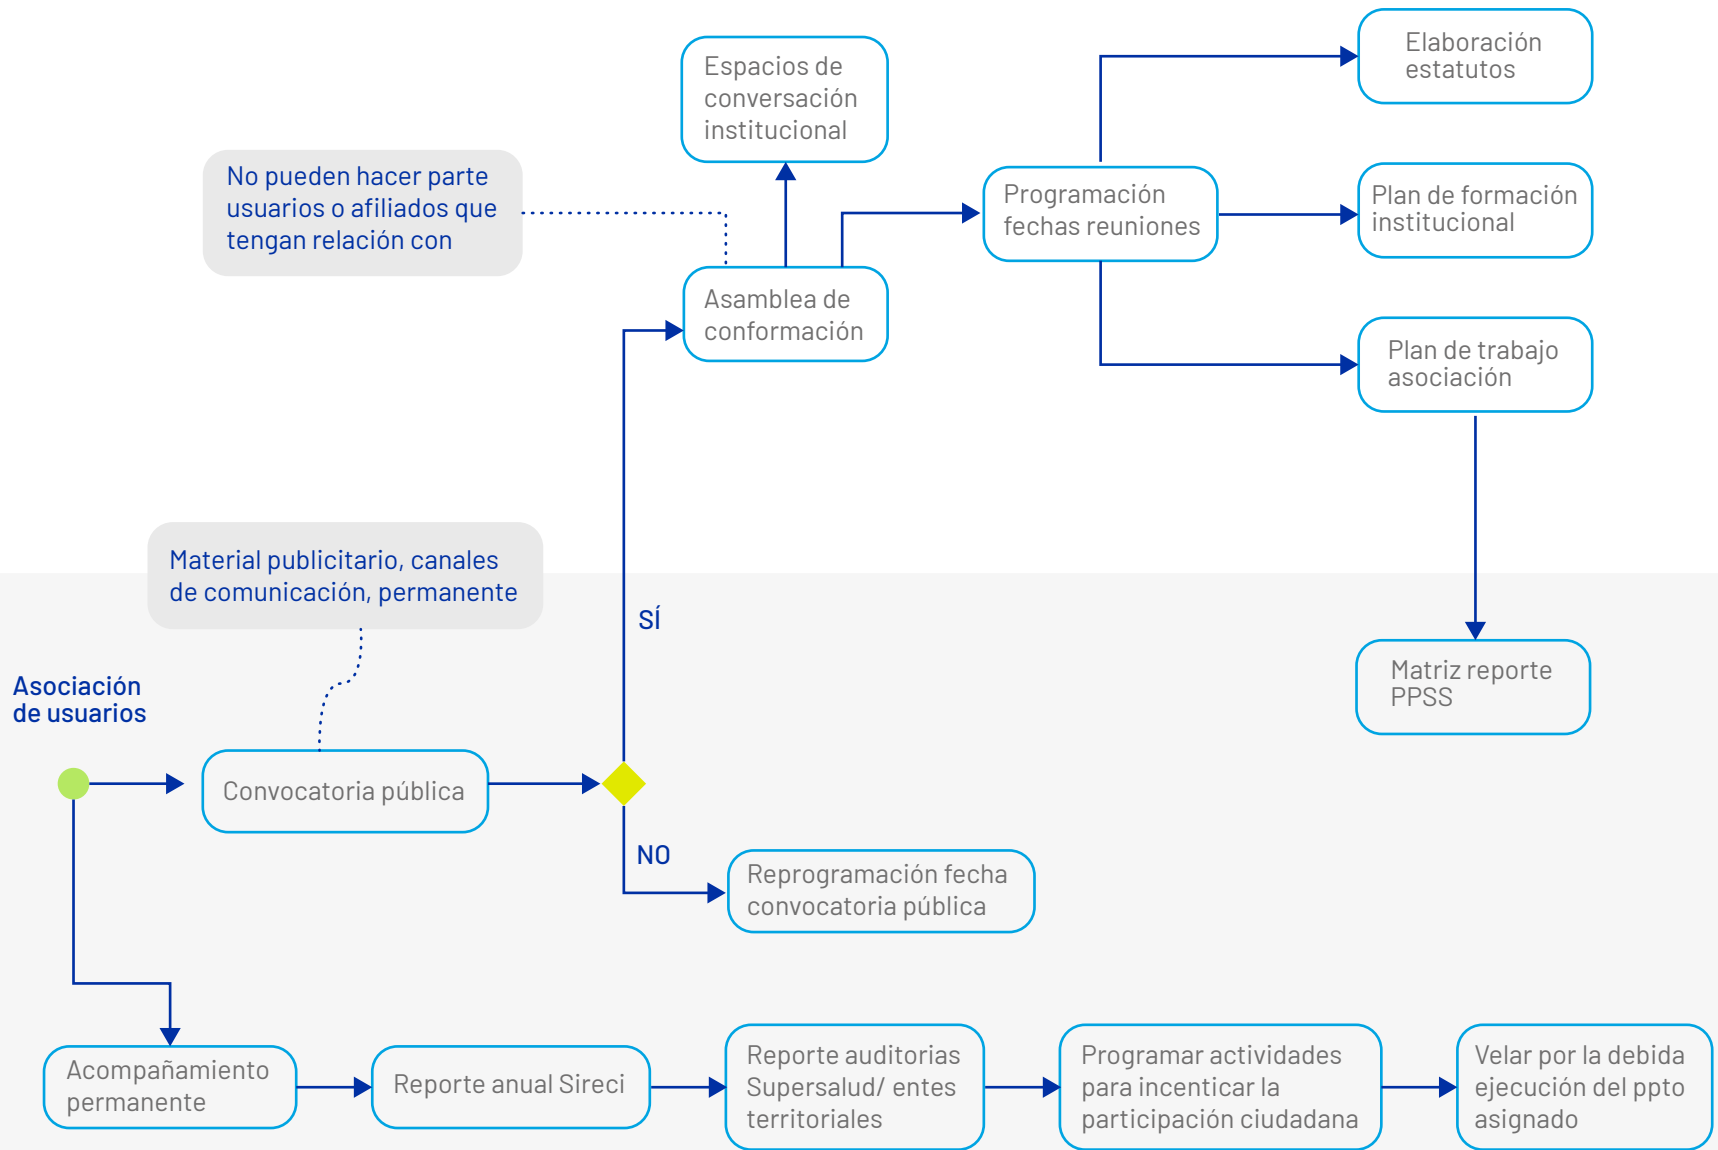 Elaboración
estatutos
Espacios de
conversación
institucional
No pueden hacer parte
usuarios o afiliados que
tengan relación con
Programación
fechas reuniones
Plan de formación
institucional
Asamblea de
conformación
Plan de trabajo
asociación
Material publicitario, canales
de comunicación, permanente
SÍ
Matriz reporte
PPSS
Asociación
de usuarios
Convocatoria pública
NO
Reprogramación fecha
convocatoria pública
Acompañamiento
permanente
Reporte anual Sireci
Reporte auditorias
Supersalud/ entes
territoriales
Programar actividades
para incenticar la
participación ciudadana
Velar por la debida
ejecución del ppto
asignado